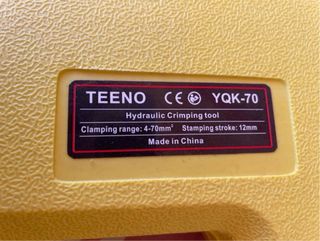 TEENO CE YQK-70
Hydraulic Crimping tool
Clamping range: 4-70mm² Stamping stroke: 12mm
Made in China